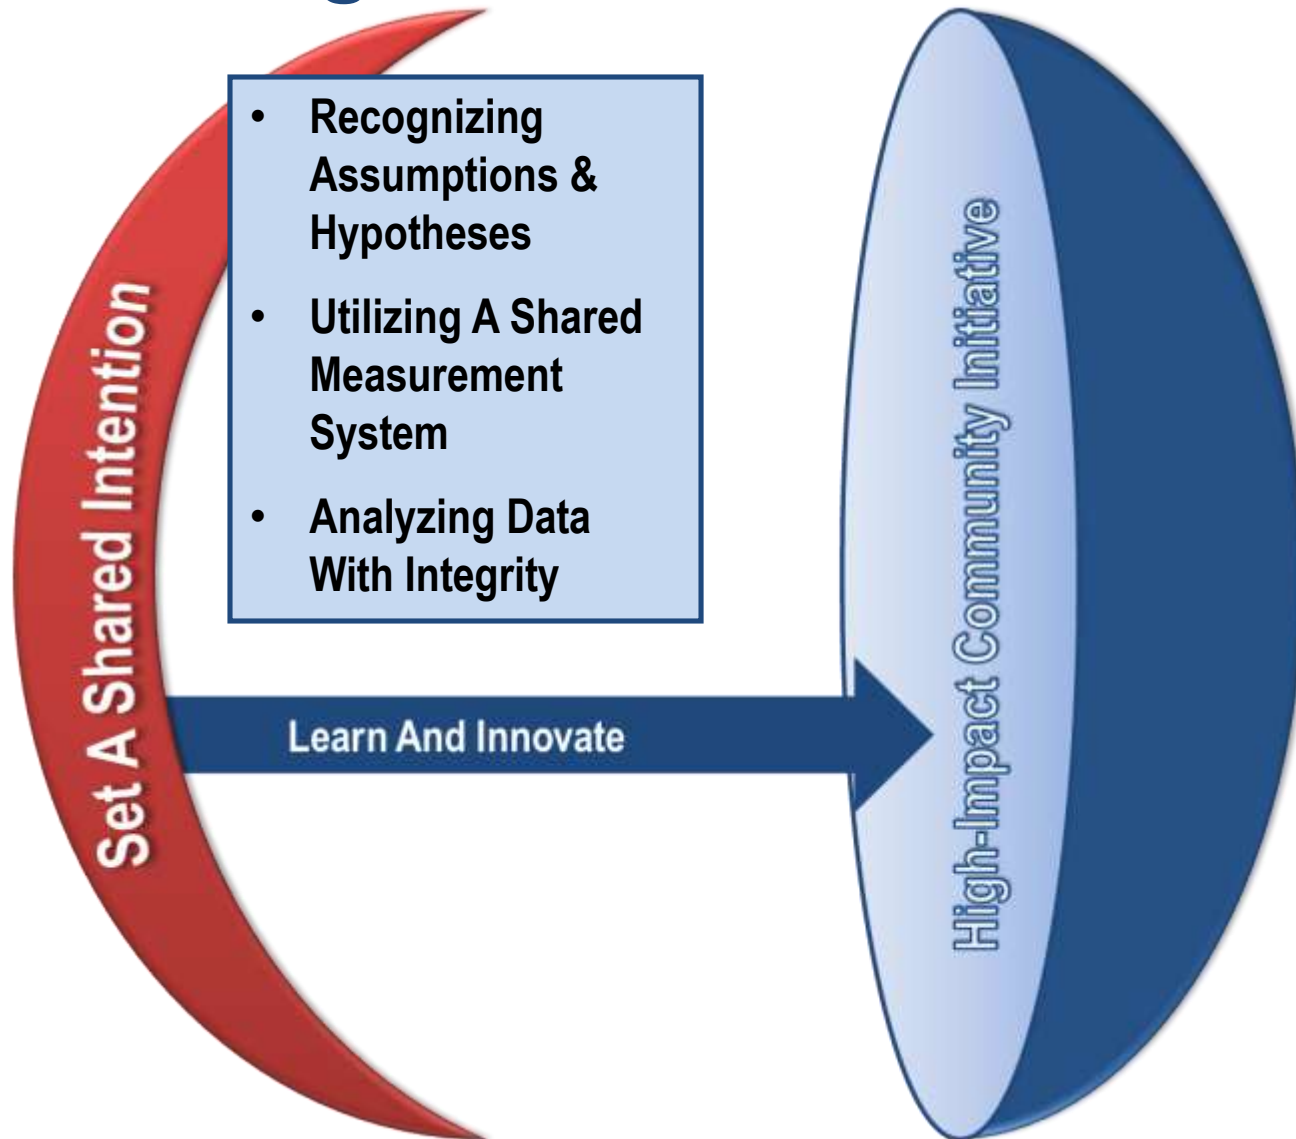 Set A Shared Intention
• Recognizing
Assumptions &
Hypotheses
• Utilizing A Shared
Measurement
System
• Analyzing Data
With Integrity
Learn And Innovate
High-Impact Community Initiative